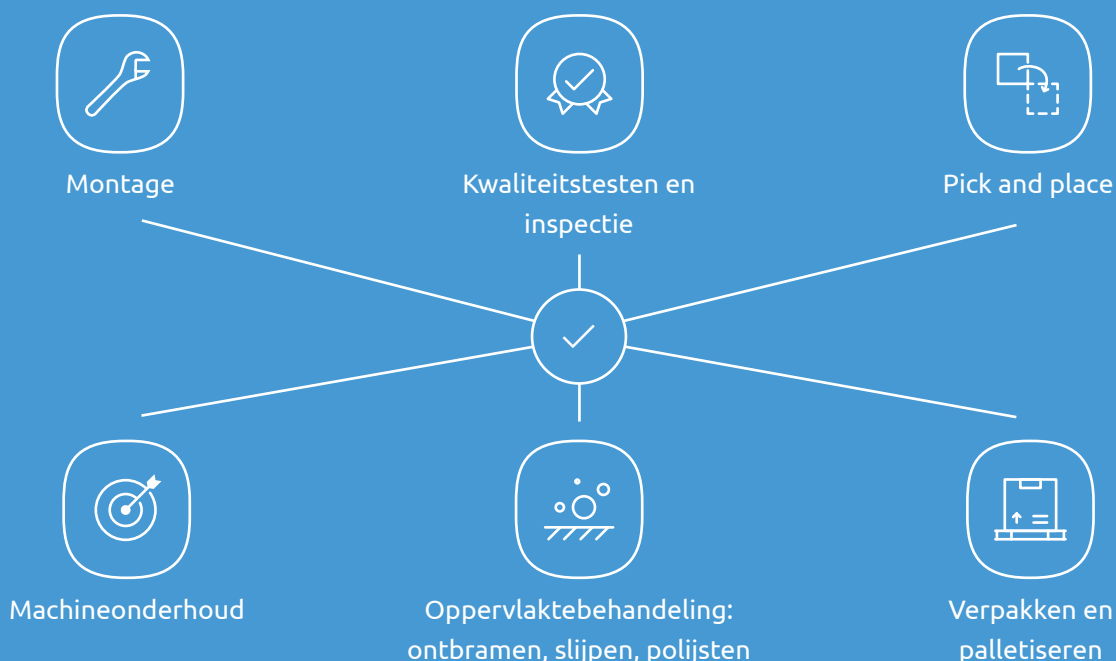 Montage
Kwaliteitstesten en
inspectie
Pick and place
Machineonderhoud
Oppervlaktebehandeling:
ontbramen, slijpen, polijsten
Verpakken en
palletiseren